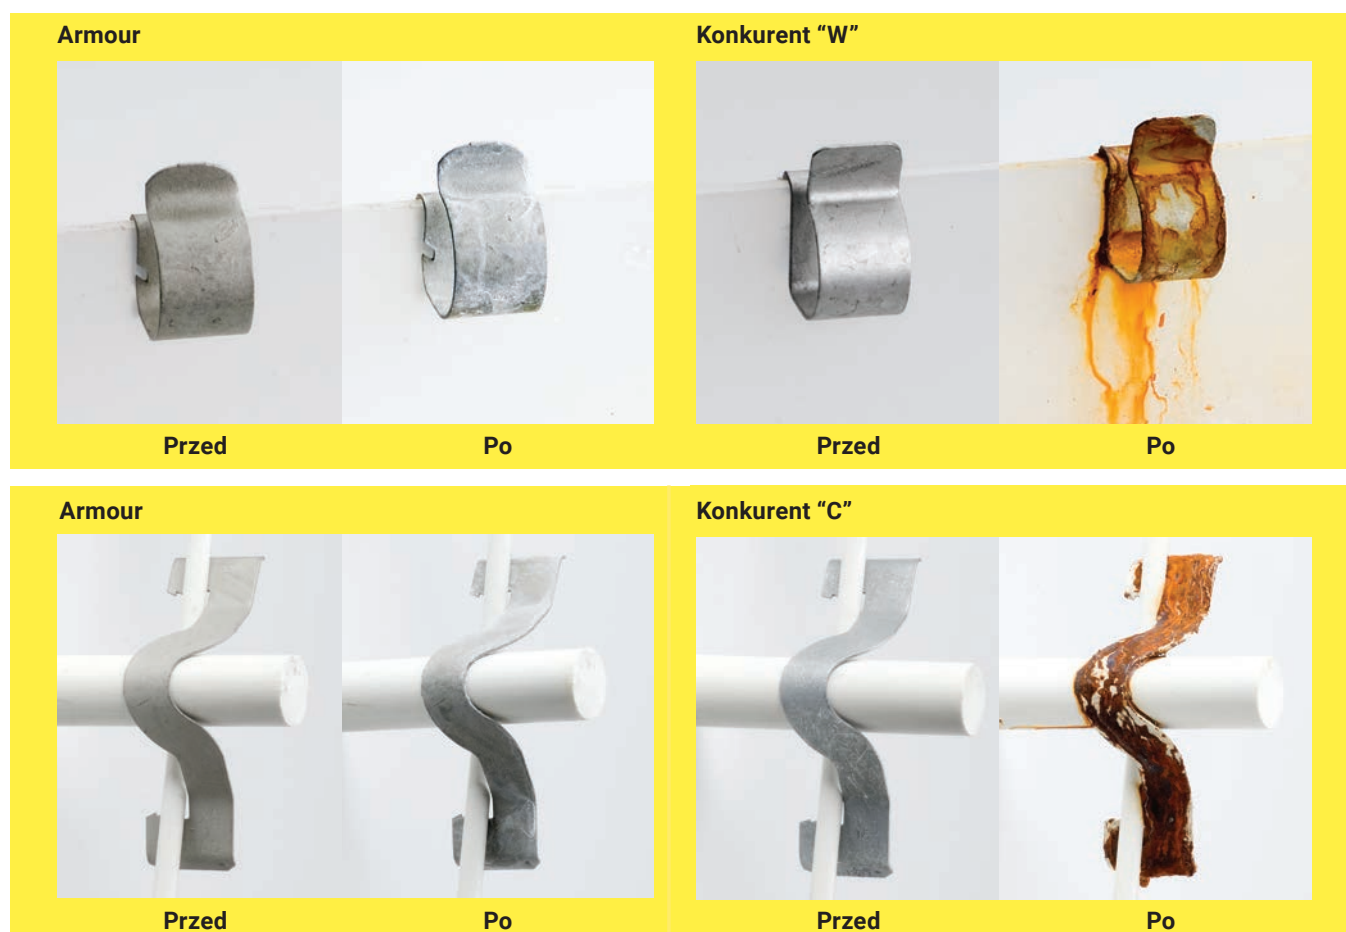 Armour
Konkurent “W”
Przed
Po
Przed
Po
Armour
Konkurent “C”
Przed
Po
Przed
Po